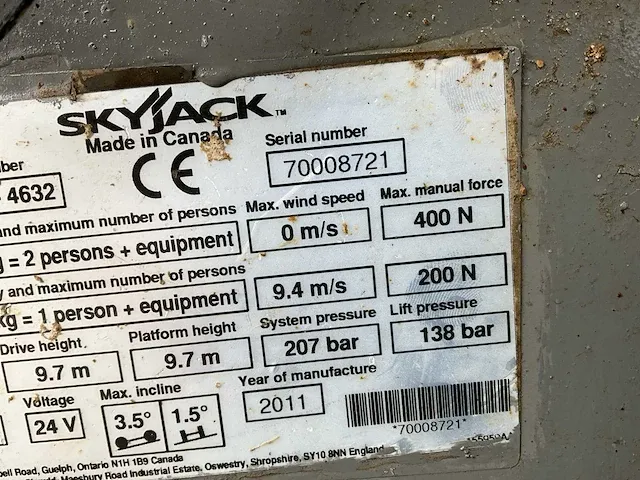 SKYJACK™
Made in Canada
CE
Serial number
70008721
4632
and maximum number of persons
= 2 persons + equipment
Max. wind speed
0 m/s
Max. manual force
400 N
and maximum number of persons
kg = 1 person + equipment
9.4 m/s
200 N
Drive height
9.7 m
Platform height
9.7 m
System pressure
207 bar
Lift pressure
138 bar
Voltage
24 V
Max. incline
3.5° 1.5°
Year of manufacture
2011
*70008721*
Road, Guelph, Ontario N1H 1B9 Canada
Maesbury Road Industrial Estate, Oswestry, Shropshire, SY10 8NN England